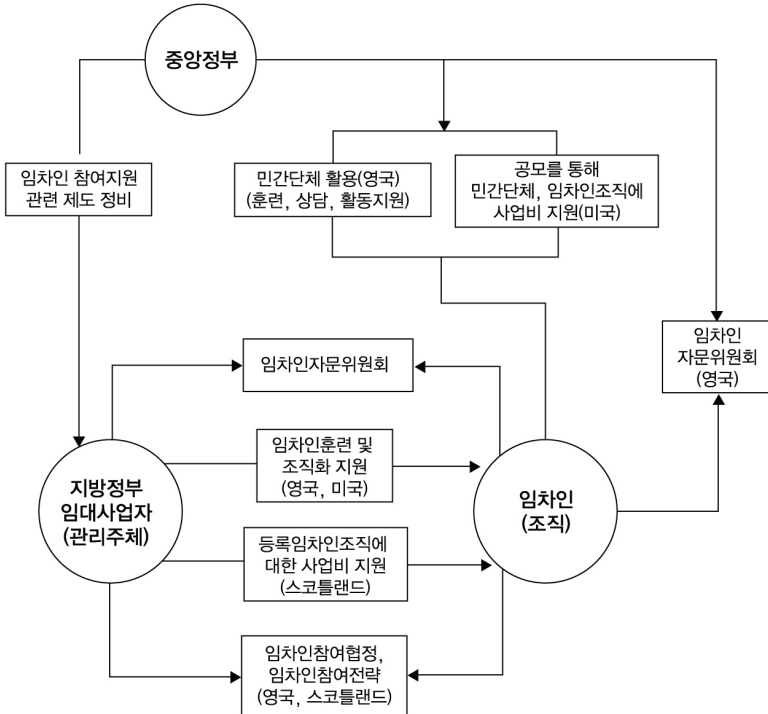 중앙정부
임차인 참여지원
관련 제도 정비
민간단체 활용(영국)
(훈련, 상담, 활동지원)
공모를 통해
민간단체, 임차인조직에
사업비 지원(미국)
임차인
자문위원회
(영국)
임차인자문위원회
임차인훈련 및
조직화 지원
(영국, 미국)
지방정부
임대사업자
(관리주체)
임차인
(조직)
등록임차인조직에
대한 사업비 지원
(스코틀랜드)
임차인참여협정,
임차인참여전략
(영국, 스코틀랜드)